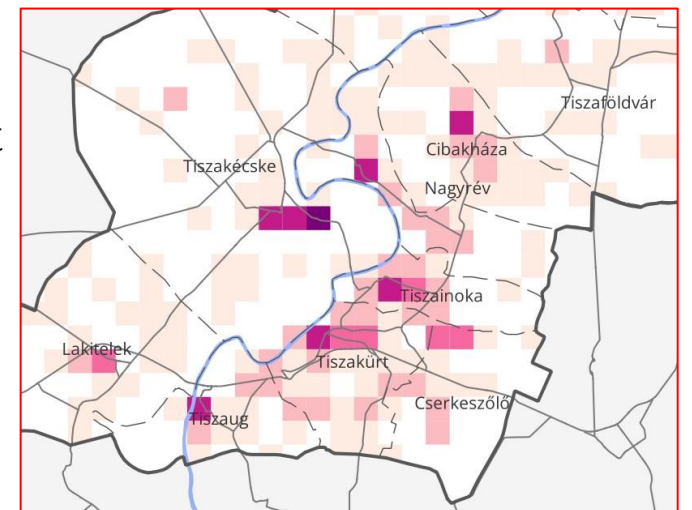 Tiszaföldvár
Cibakháza
Tiszakécske
Nagyrév
Tiszainoka
Lakitelek
Tiszakürt
Cserkeszőlő
Tiszaug